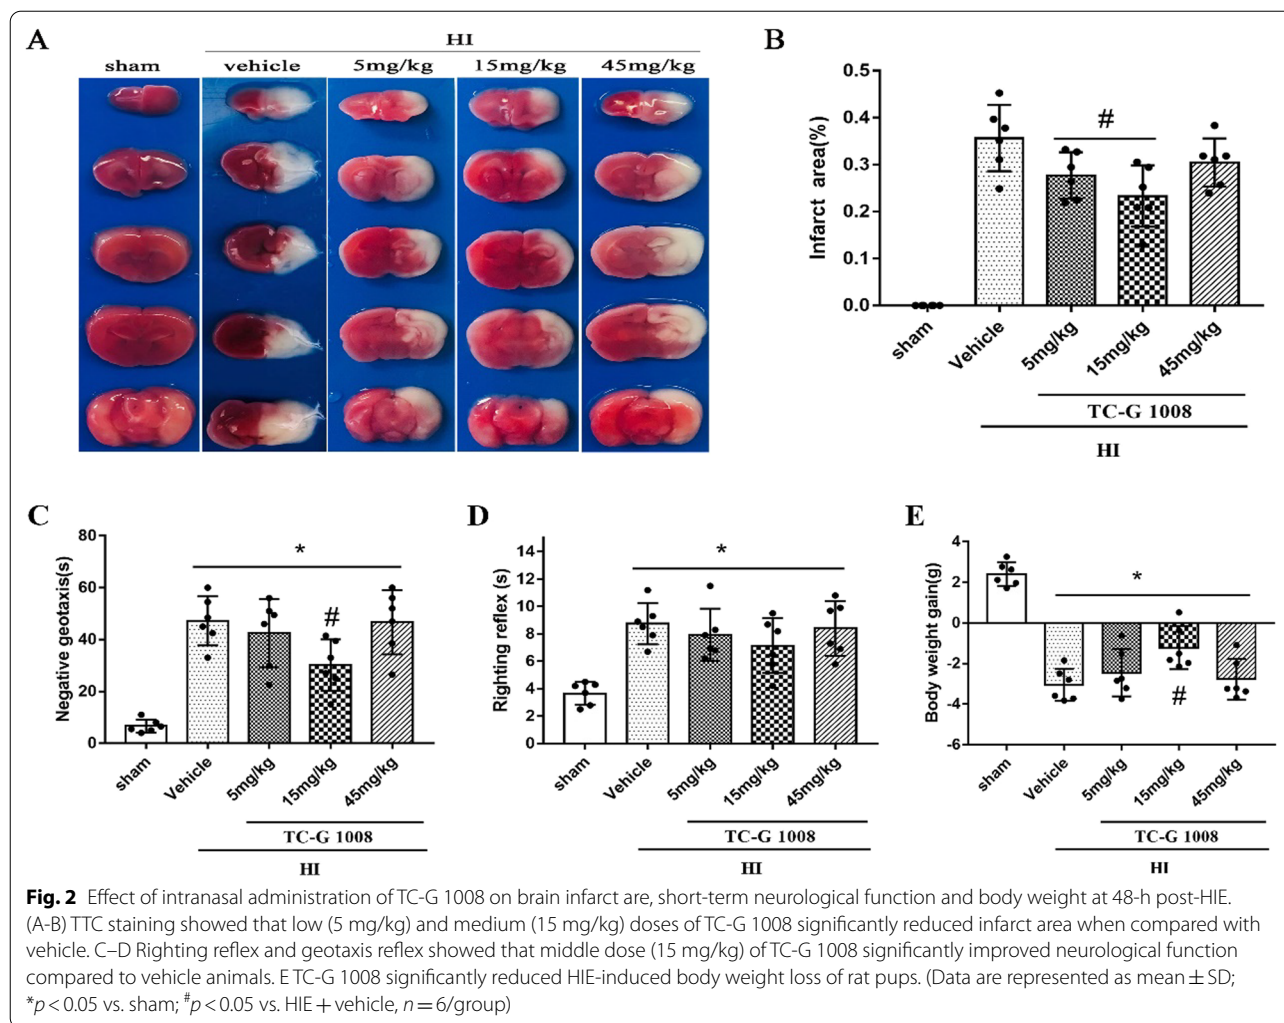 A
HI
sham vehicle 5mg/kg 15mg/kg 45mg/kg
B
Infarct area(%)
0.5
0.4
0.3
0.2
0.1
0.0
#
sham Vehicle 5mg/kg 15mg/kg 45mg/kg
TC-G 1008
HI
C
Negative geotaxis(s)
80
60
40
20
0
*
#
sham Vehicle 5mg/kg 15mg/kg 45mg/kg
TC-G 1008
HI
D
Righting reflex (s)
14
12
10
8
6
4
2
0
*
sham Vehicle 5mg/kg 15mg/kg 45mg/kg
TC-G 1008
HI
E
Body weight gain(g)
4
2
0
-2
-4
-6
*
#
sham Vehicle 5mg/kg 15mg/kg 45mg/kg
TC-G 1008
HI
Fig. 2 Effect of intranasal administration of TC-G 1008 on brain infarct are, short-term neurological function and body weight at 48-h post-HIE.
(A-B) TTC staining showed that low (5 mg/kg) and medium (15 mg/kg) doses of TC-G 1008 significantly reduced infarct area when compared with
vehicle. C–D Righting reflex and geotaxis reflex showed that middle dose (15 mg/kg) of TC-G 1008 significantly improved neurological function
compared to vehicle animals. E TC-G 1008 significantly reduced HIE-induced body weight loss of rat pups. (Data are represented as mean ± SD;
*p < 0.05 vs. sham; #p < 0.05 vs. HIE + vehicle, n = 6/group)